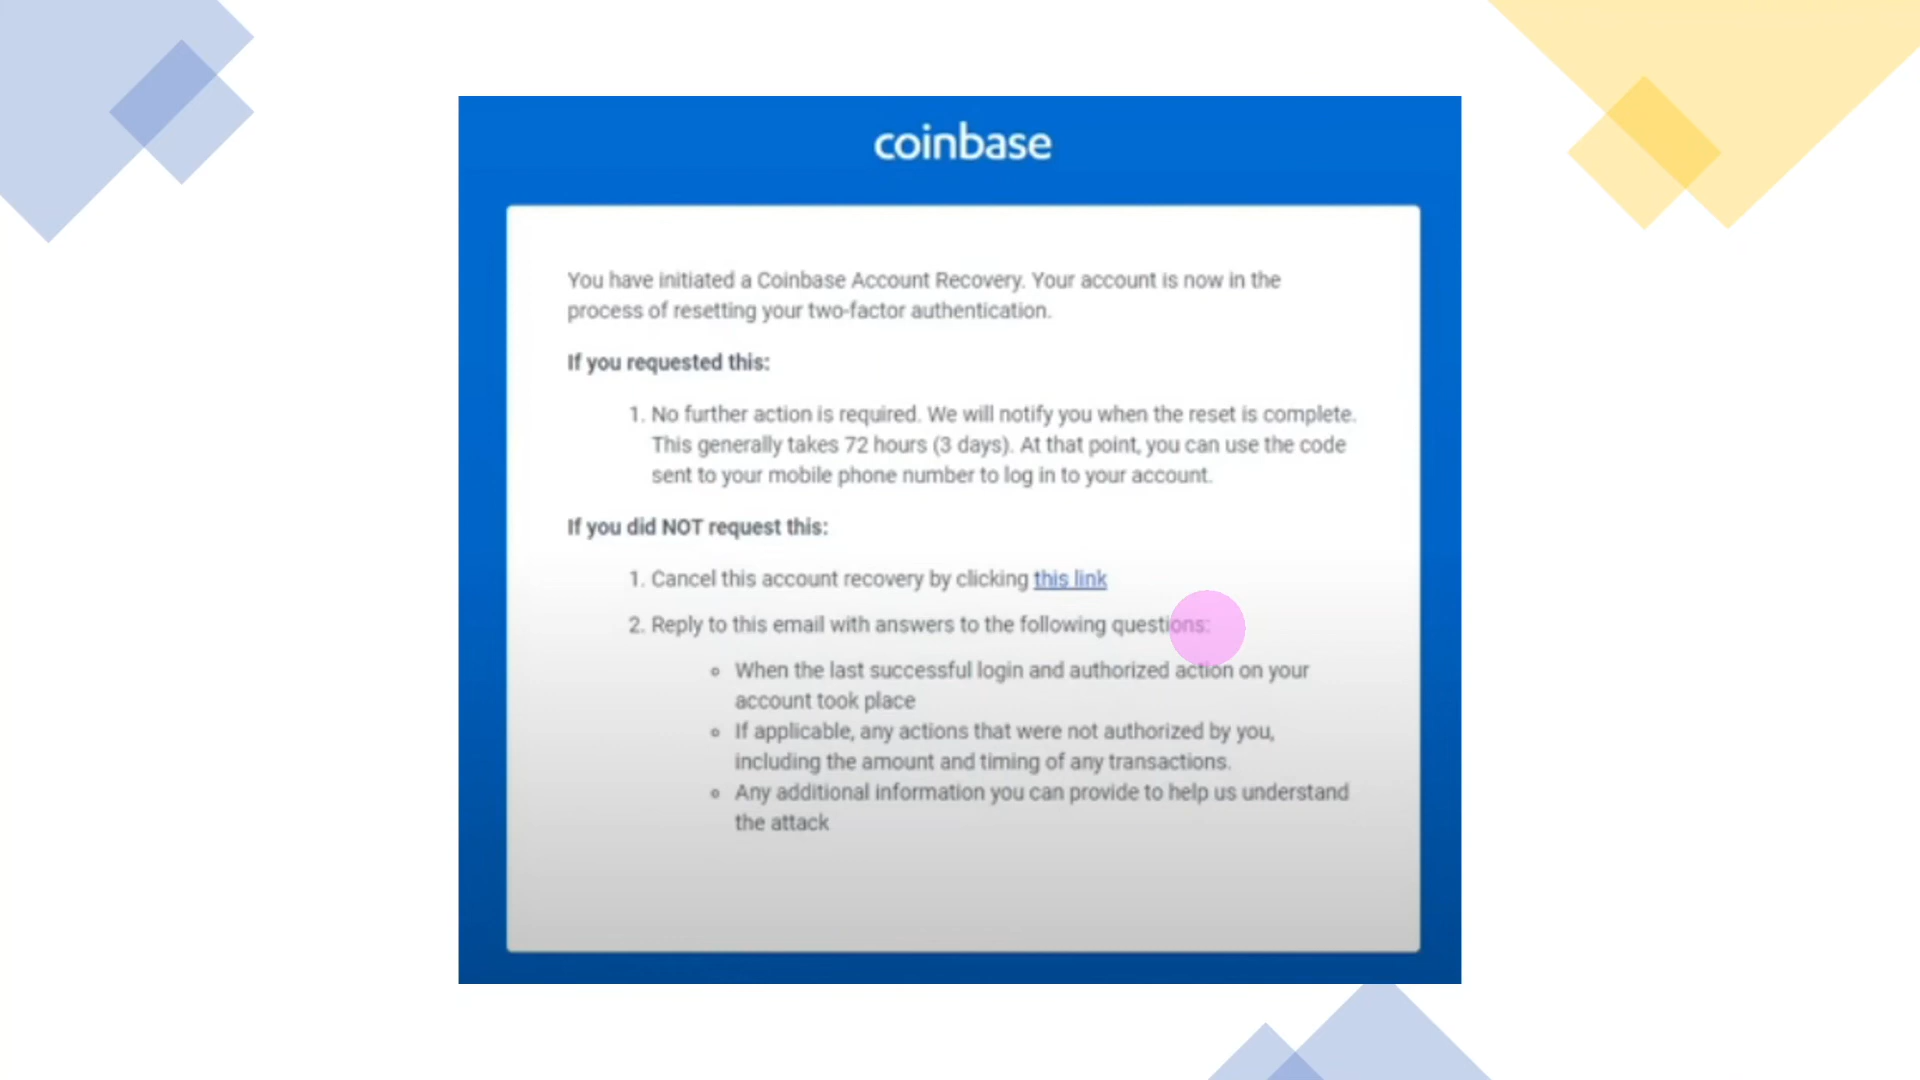 coinbase
You have initiated a Coinbase Account Recovery. Your account is now in the
process of resetting your two-factor authentication.
If you requested this:
1. No further action is required. We will notify you when the reset is complete.
This generally takes 72 hours (3 days). At that point, you can use the code
sent to your mobile phone number to log in to your account.
If you did NOT request this:
1. Cancel this account recovery by clicking this link
2. Reply to this email with answers to the following questions:
When the last successful login and authorized action on your
account took place
If applicable, any actions that were not authorized by you,
including the amount and timing of any transactions.
Any additional information you can provide to help us understand
the attack